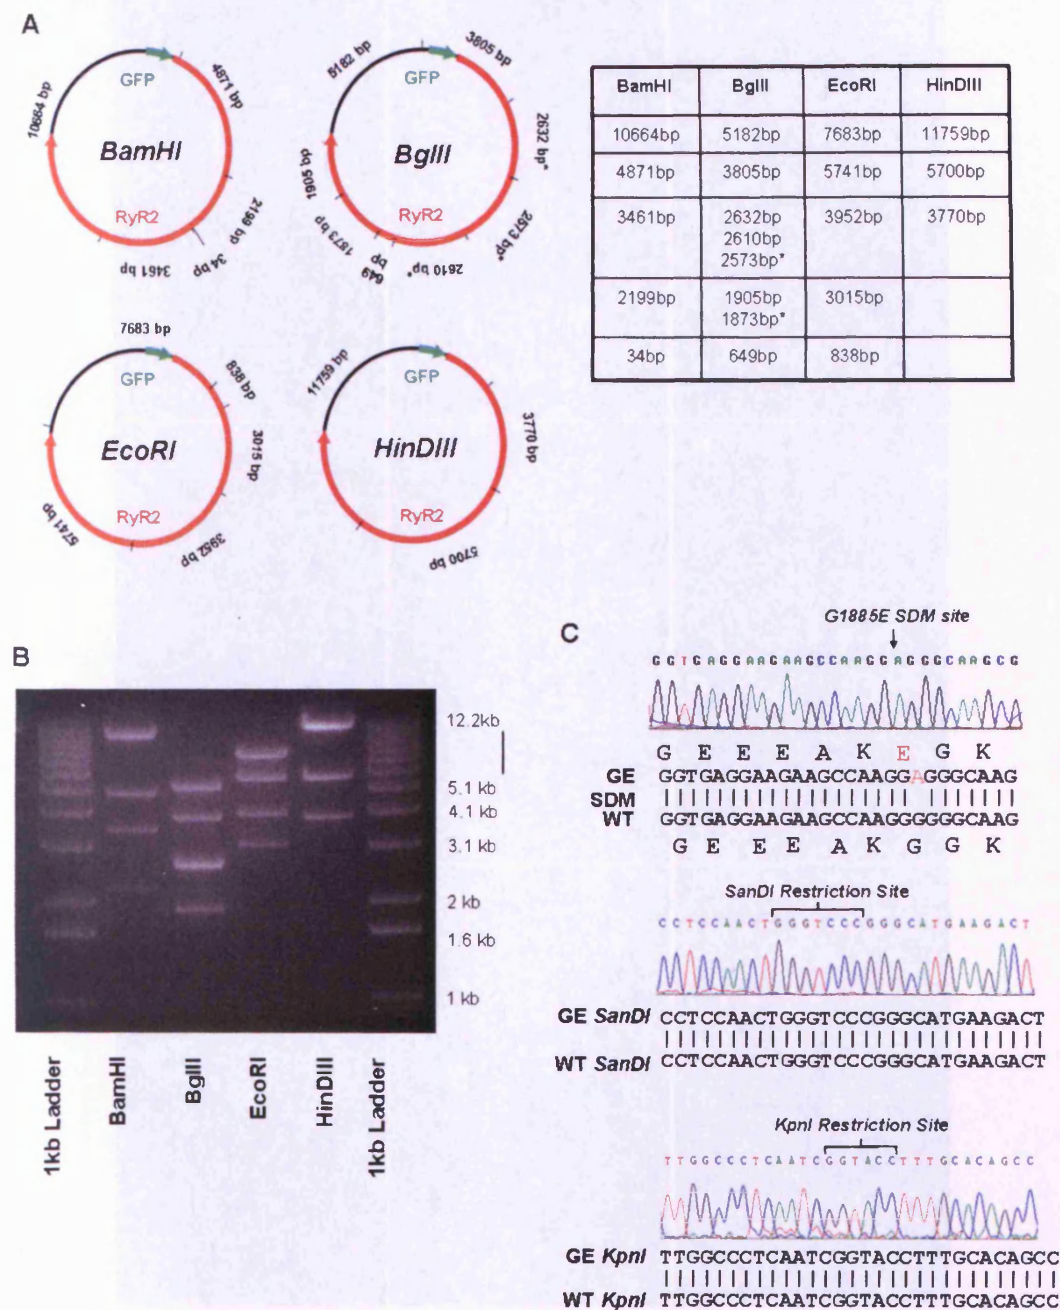 A
10664 bp
GFP
4871 bp
BamHI
RyR2
2199 bp
34 bp
3461 bp
5182 bp
GFP
3805 bp
BglII
2632 bp*
RyR2
2573 bp*
2610 bp*
649 bp
1873 bp
1905 bp
7683 bp
GFP
838 bp
EcoRI
3015 bp
RyR2
3952 bp
5741 bp
11759 bp
GFP
HinDIII
3770 bp
RyR2
5700 bp
BamHI BglII EcoRI HinDIII
10664bp 5182bp 7683bp 11759bp
4871bp 3805bp 5741bp 5700bp
3461bp 2632bp 3952bp 3770bp
2610bp
2573bp*
2199bp 1905bp 3015bp
1873bp*
34bp 649bp 838bp
B
12.2kb
5.1 kb
4.1 kb
3.1 kb
2 kb
1.6 kb
1 kb
1kb Ladder
BamHI
BglII
EcoRI
HinDIII
1kb Ladder
C
G1885E SDM site
GGTGAGGAAGAAGCCAAGGAGGGCAAGCG
G E E E A K E G K
GE GGTGAGGAAGAAGCCAAGGAGGGCAAG
SDM
WT GGTGAGGAAGAAGCCAAGGGGGGCAAG
G E E E A K G G K
SanDI Restriction Site
CCTCCAACTGGGTCCCGGGCATGAAGACT
GE SanDI CCTCCAACTGGGTCCCGGGCATGAAGACT
WT SanDI CCTCCAACTGGGTCCCGGGCATGAAGACT
KpnI Restriction Site
TTGGCCCTCAATCGGTACCTTTGCACAGCC
GE KpnI TTGGCCCTCAATCGGTACCTTTGCACAGCC
WT KpnI TTGGCCCTCAATCGGTACCTTTGCACAGCC